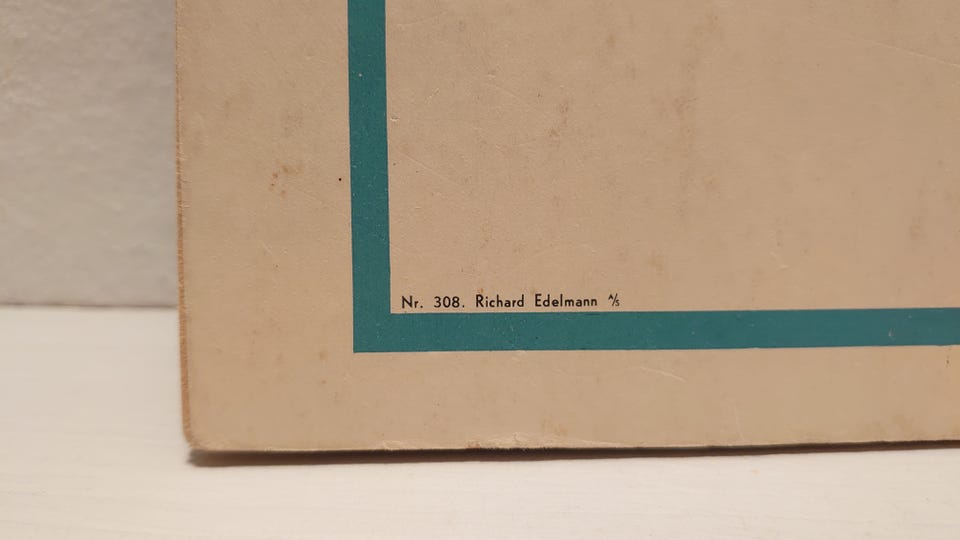 Nr. 308. Richard Edelmann A/s